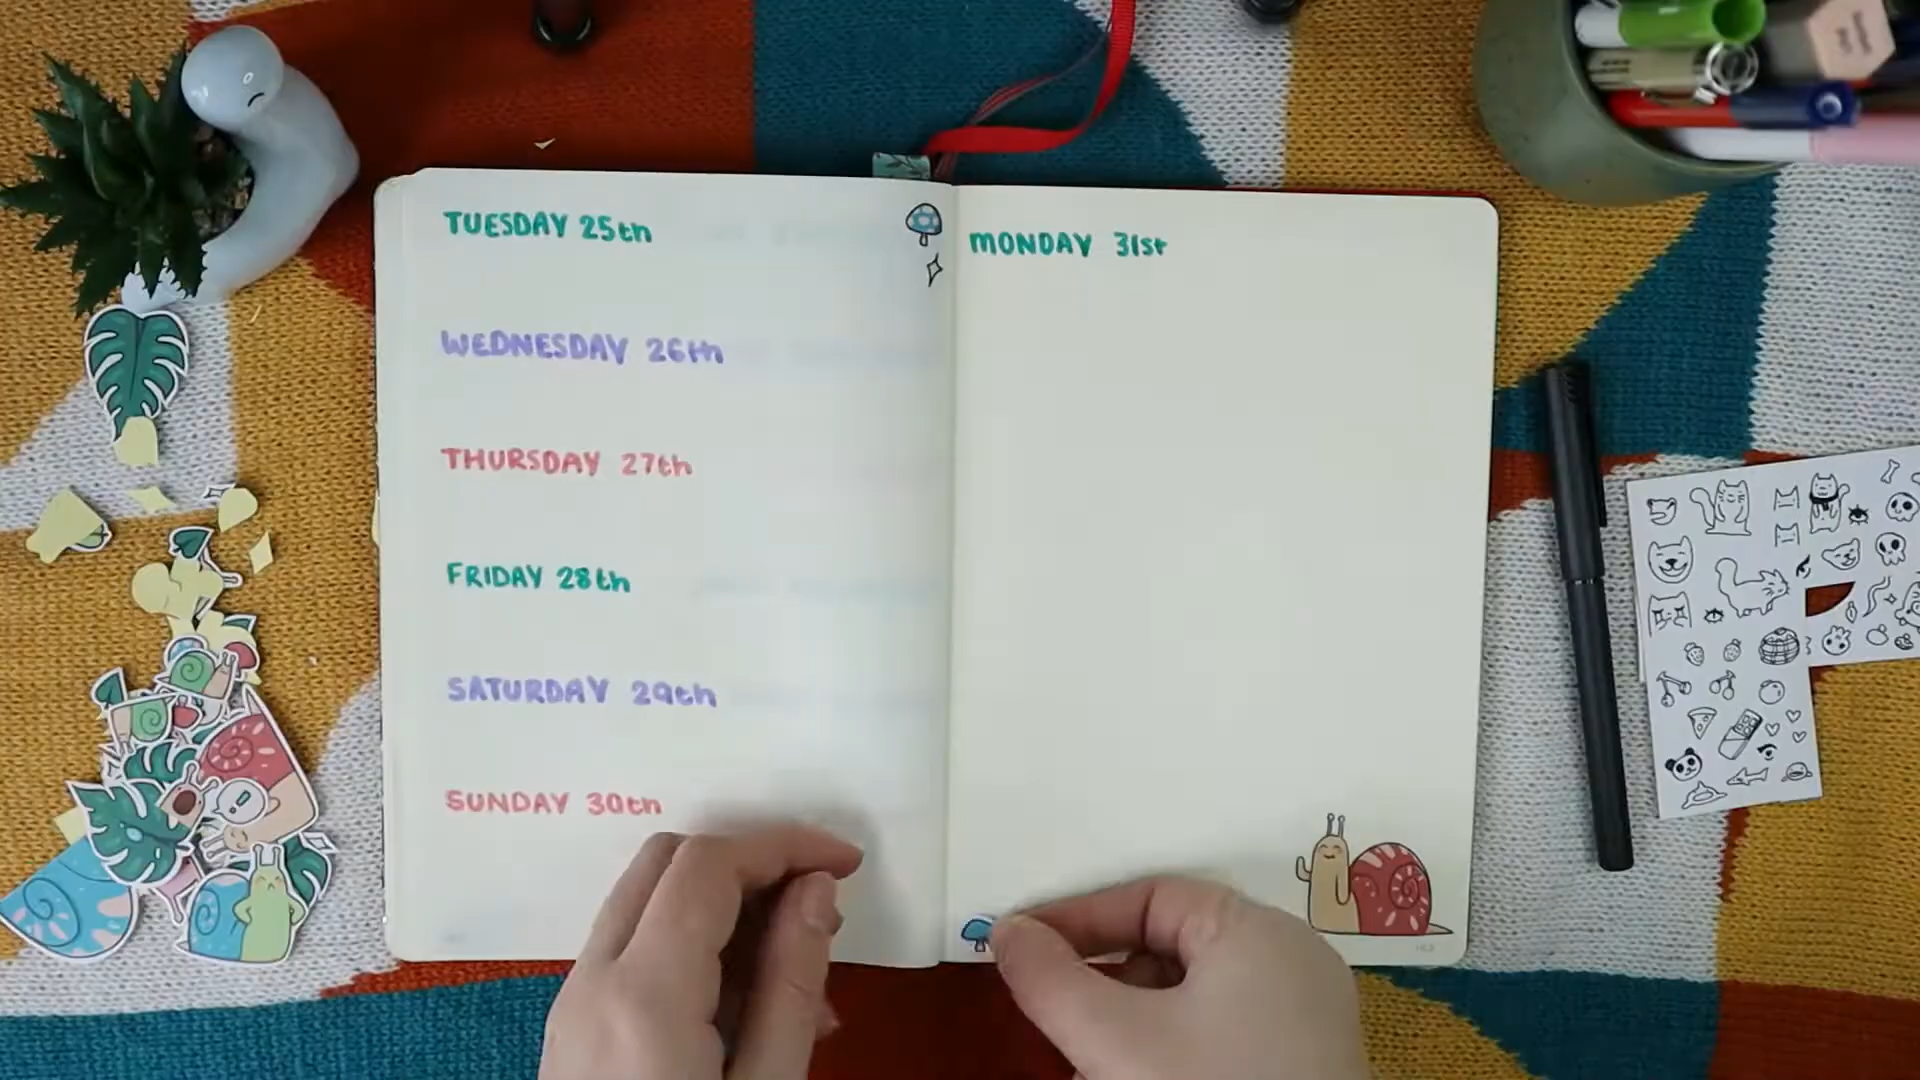 TUESDAY 25th
WEDNESDAY 26th
THURSDAY 27th
FRIDAY 28th
SATURDAY 29th
SUNDAY 30th
MONDAY 31st